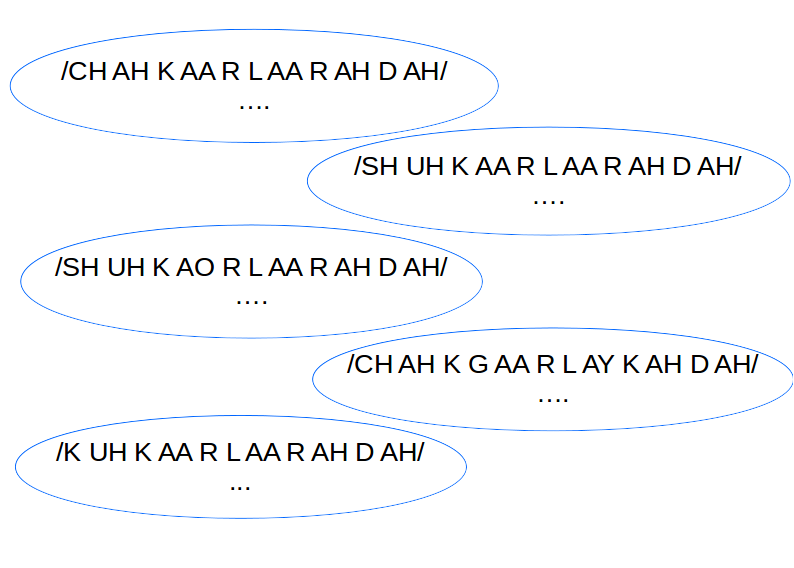 /CH AH K AA R L AA R AH D AH/
....
/SH UH K AA R L AA R AH D AH/
....
/SH UH K AO R L AA R AH D AH/
....
/CH AH K G AA R L AY K AH D AH/
....
/K UH K AA R L AA R AH D AH/
...